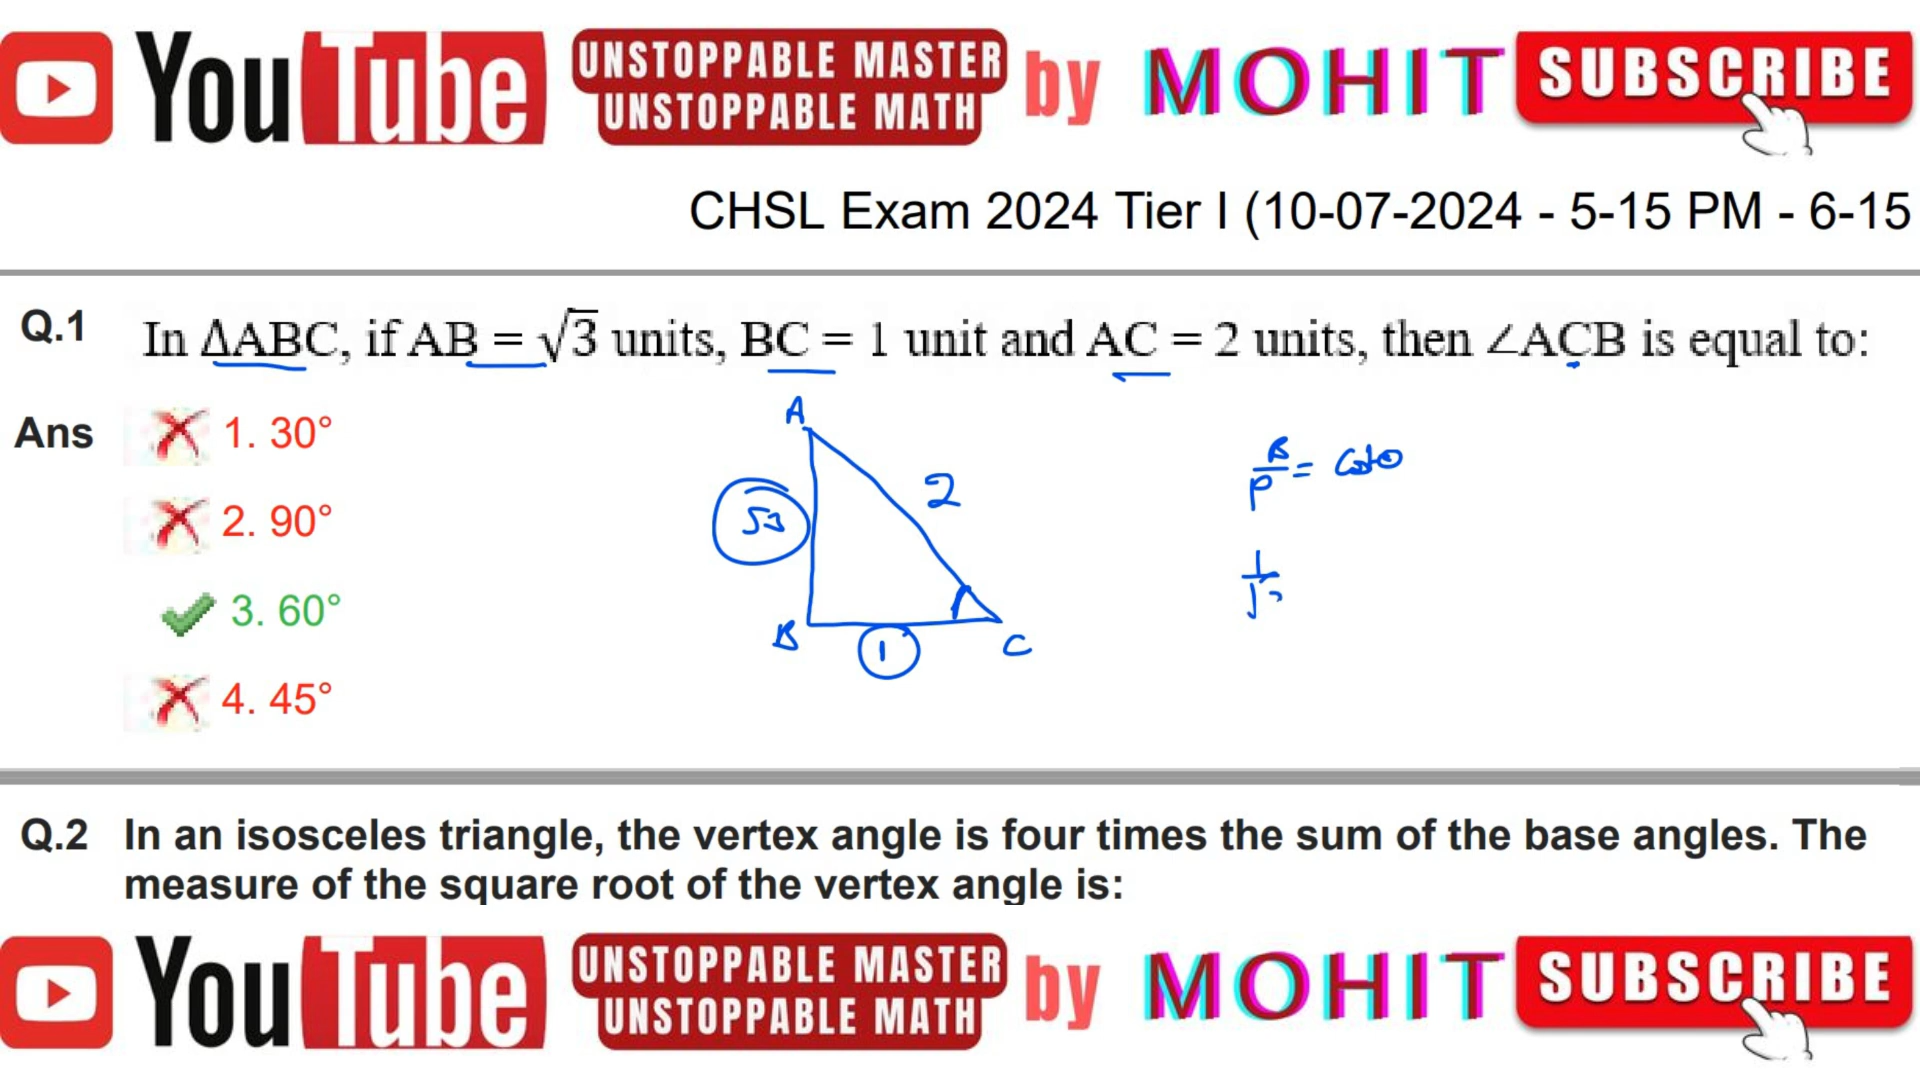 YouTube UNSTOPPABLE MASTER by MOHIT SUBSCRIBE
UNSTOPPABLE MATH
CHSL Exam 2024 Tier I (10-07-2024 - 5-15 PM - 6-15
Q.1 In ΔABC, if AB = √3 units, BC = 1 unit and AC = 2 units, then ∠ACB is equal to:
Ans 1. 30°
2. 90°
3. 60°
4. 45°
A
√3
2
B
1
C
B/P = cotθ
1/√3
Q.2 In an isosceles triangle, the vertex angle is four times the sum of the base angles. The
measure of the square root of the vertex angle is:
YouTube UNSTOPPABLE MASTER by MOHIT SUBSCRIBE
UNSTOPPABLE MATH